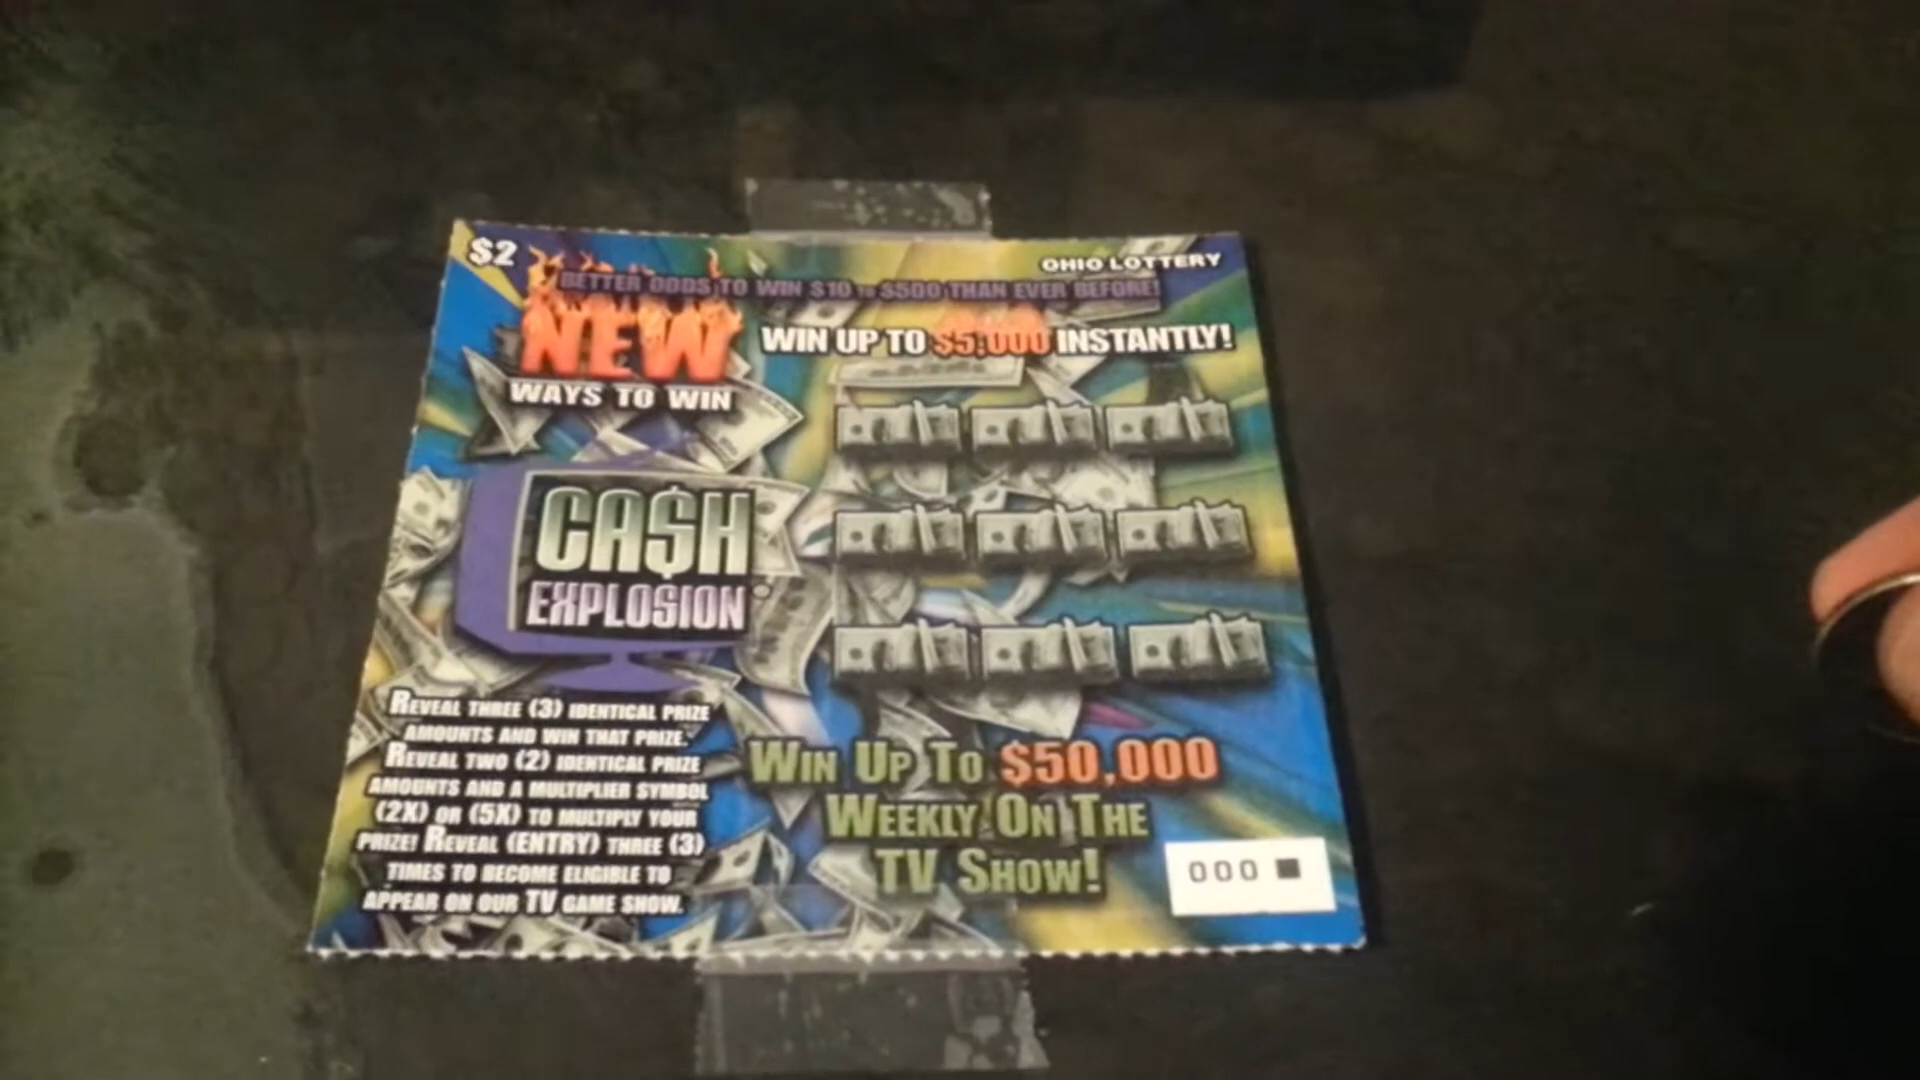 $2
OHIO LOTTERY
BETTER ODDS TO WIN $10 TO $500 THAN EVER BEFORE!
NEW
WAYS TO WIN
WIN UP TO $5,000 INSTANTLY!
CA$H
EXPLOSION
REVEAL THREE (3) IDENTICAL PRIZE
AMOUNTS AND WIN THAT PRIZE.
REVEAL TWO (2) IDENTICAL PRIZE
AMOUNTS AND A MULTIPLIER SYMBOL
(2X) OR (5X) TO MULTIPLY YOUR
PRIZE! REVEAL (ENTRY) THREE (3)
TIMES TO BECOME ELIGIBLE TO
APPEAR ON OUR TV GAME SHOW.
WIN UP TO $50,000
WEEKLY ON THE
TV SHOW!
000